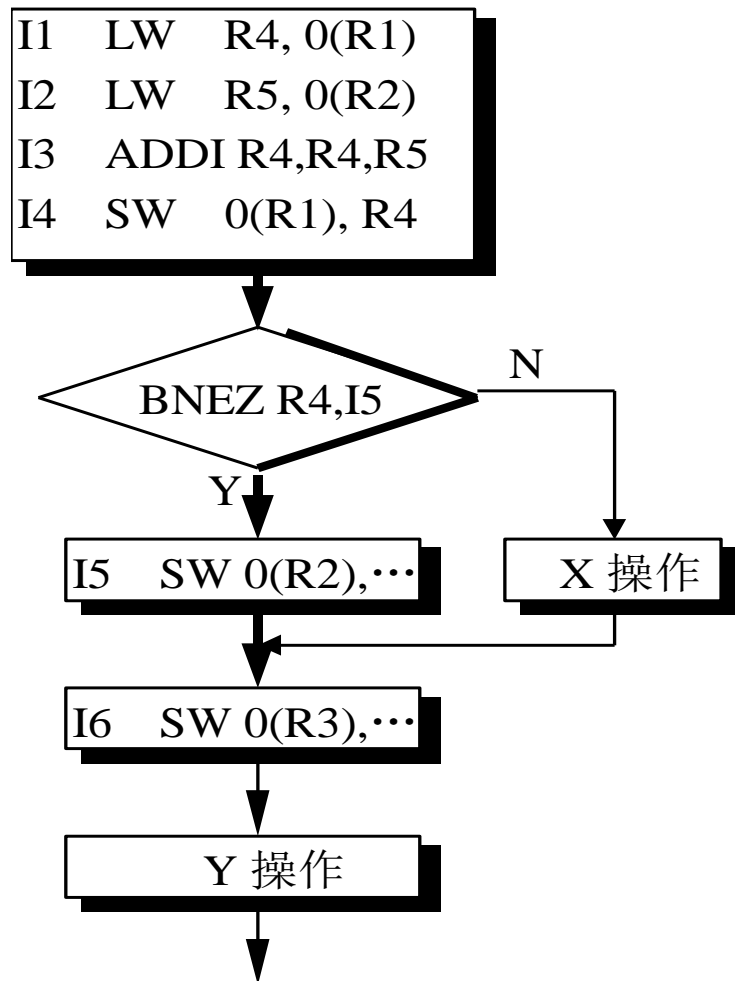 I1 LW R4, 0(R1)
I2 LW R5, 0(R2)
I3 ADDI R4,R4,R5
I4 SW 0(R1), R4
BNEZ R4,I5
N
Y
I5 SW 0(R2),…
X 操作
I6 SW 0(R3),…
Y 操作